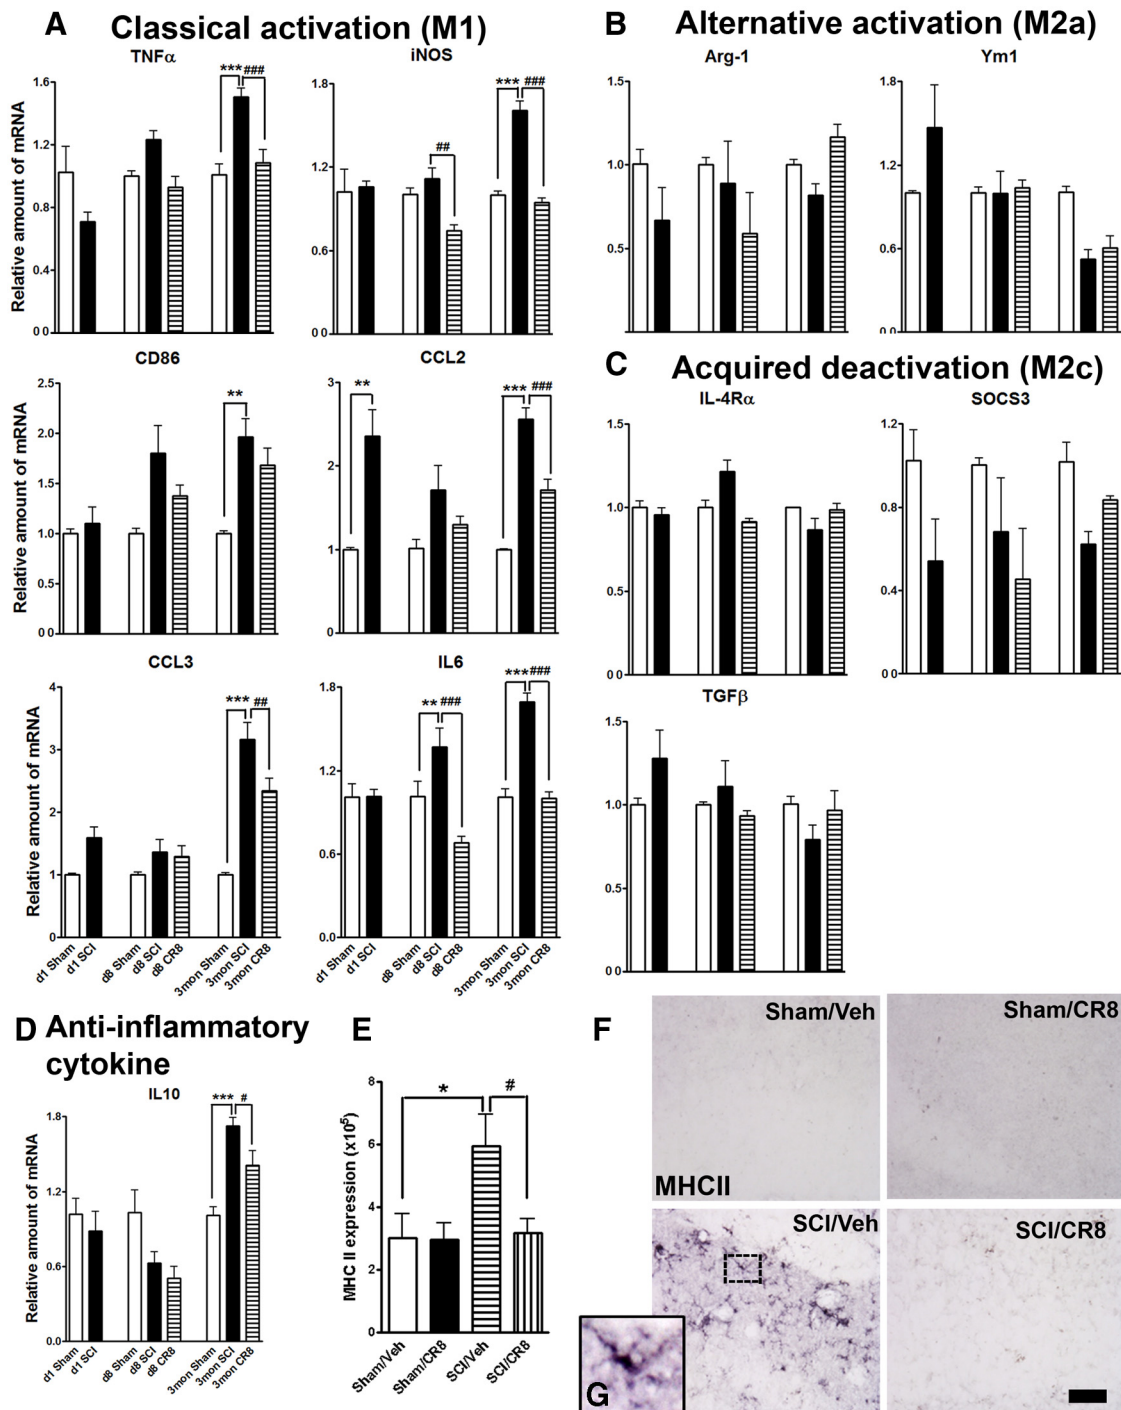 A Classical activation (M1)
TNFα
Relative amount of mRNA
1.6
1.2
0.8
0.4
0 0
***
###
iNOS
1.8
1.2
0.6
0 0
##
***
###
CD86
Relative amount of mRNA
2.5
2.0
1.5
1.0
0.5
0 0
**
CCL2
3
2
1
0
**
***
###
CCL3
Relative amount of mRNA
4
3
2
1
0
***
##
d1 Sham
d1 SCI
d8 Sham
d8 SCI
d8 CR8
3mon Sham
3mon SCI
3mon CR8
IL6
1.8
1.2
0.6
0.0
**
###
***
###
d1 Sham
d1 SCI
d8 Sham
d8 SCI
d8 CR8
3mon Sham
3mon SCI
3mon CR8
B Alternative activation (M2a)
Arg-1
1.5
1.0
0.5
0 0
Ym1
1.8
1.2
0.6
0.0
C Acquired deactivation (M2c)
IL-4Rα
1.5
1.0
0.5
0 0
SOCS3
1.2
0.8
0.4
0 0
TGFβ
1.5
1.0
0.5
0 0
D Anti-inflammatory
cytokine
IL10
Relative amount of mRNA
1.8
1.2
0.6
0.0
***
#
d1 Sham
d1 SCI
d8 Sham
d8 SCI
d8 CR8
3mon Sham
3mon SCI
3mon CR8
E
MHC II expression (x10⁵)
8
6
4
2
0
*
#
Sham/Veh
Sham/CR8
SCI/Veh
SCI/CR8
F
Sham/Veh
MHCII
Sham/CR8
SCI/Veh
SCI/CR8
G